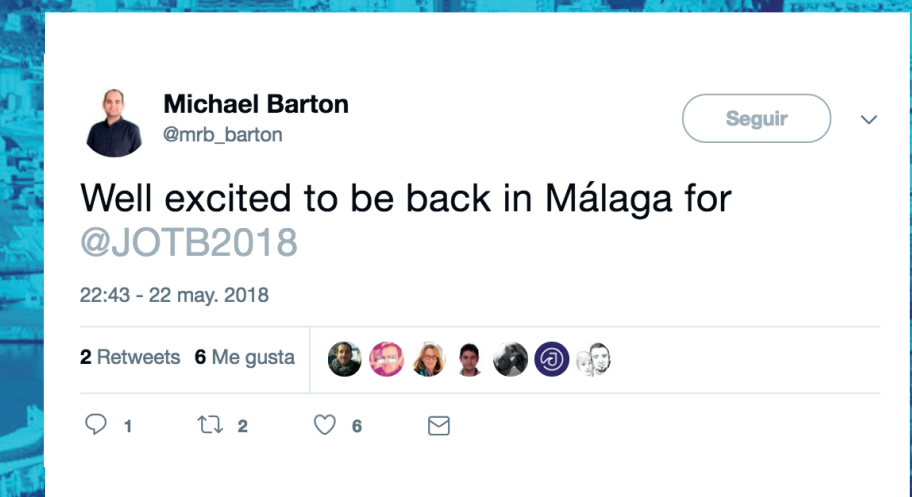 Michael Barton
@mrb_barton
Seguir
Well excited to be back in Málaga for
@JOTB2018
22:43 - 22 may. 2018
2 Retweets 6 Me gusta
1 2 6